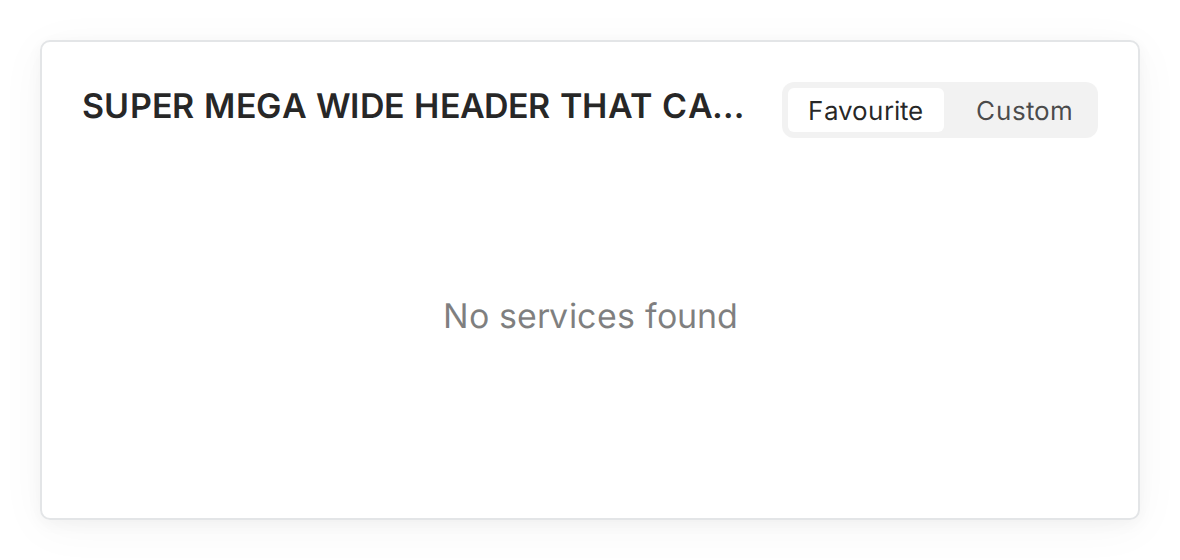 SUPER MEGA WIDE HEADER THAT CA...
Favourite Custom
No services found